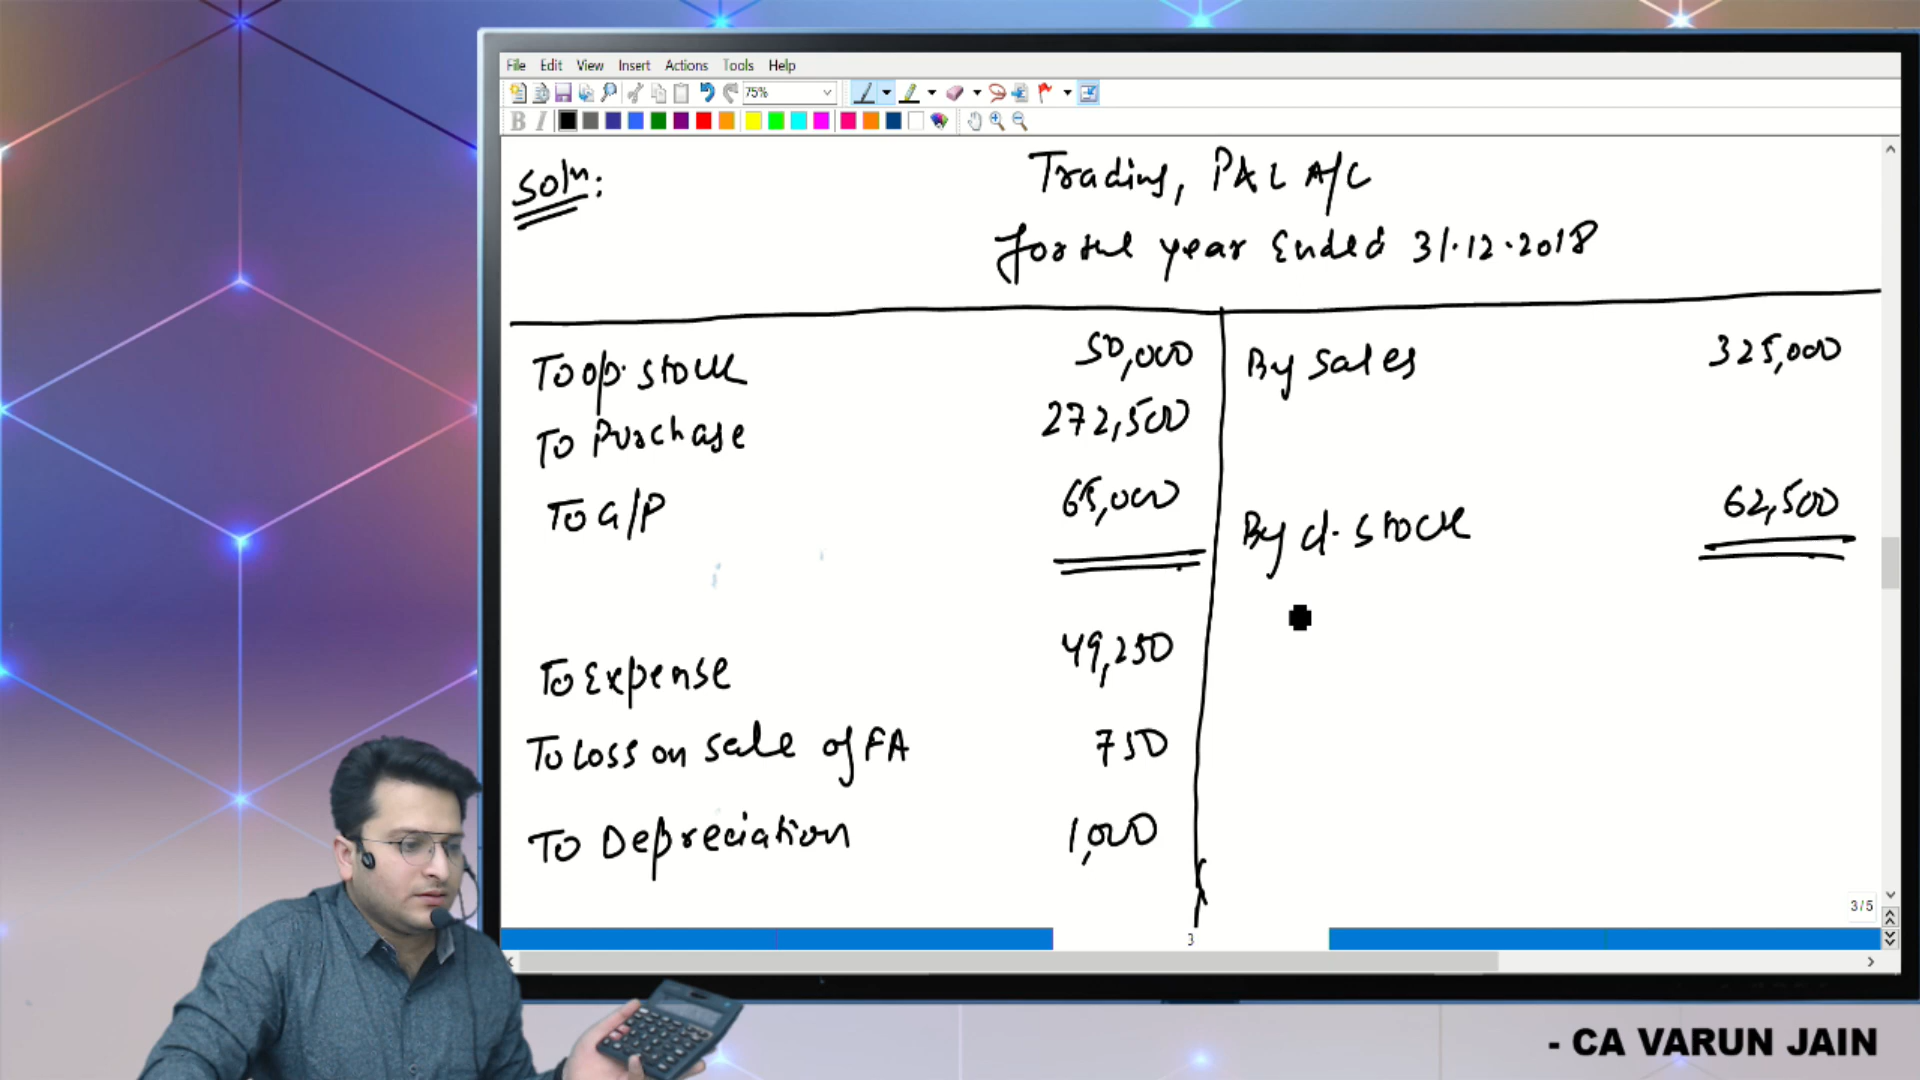 File Edit View Insert Actions Tools Help
75%
B I
Soln:
Trading, P&L A/C
for the year Ended 31.12.2018
To op. stock 50,000 By Sales 325,000
To Purchase 272,500
To G/P 65,000 By cl. stock 62,500
To Expense 49,250
To Loss on sale of FA 750
To Depreciation 1,000
3/5
3
- CA VARUN JAIN